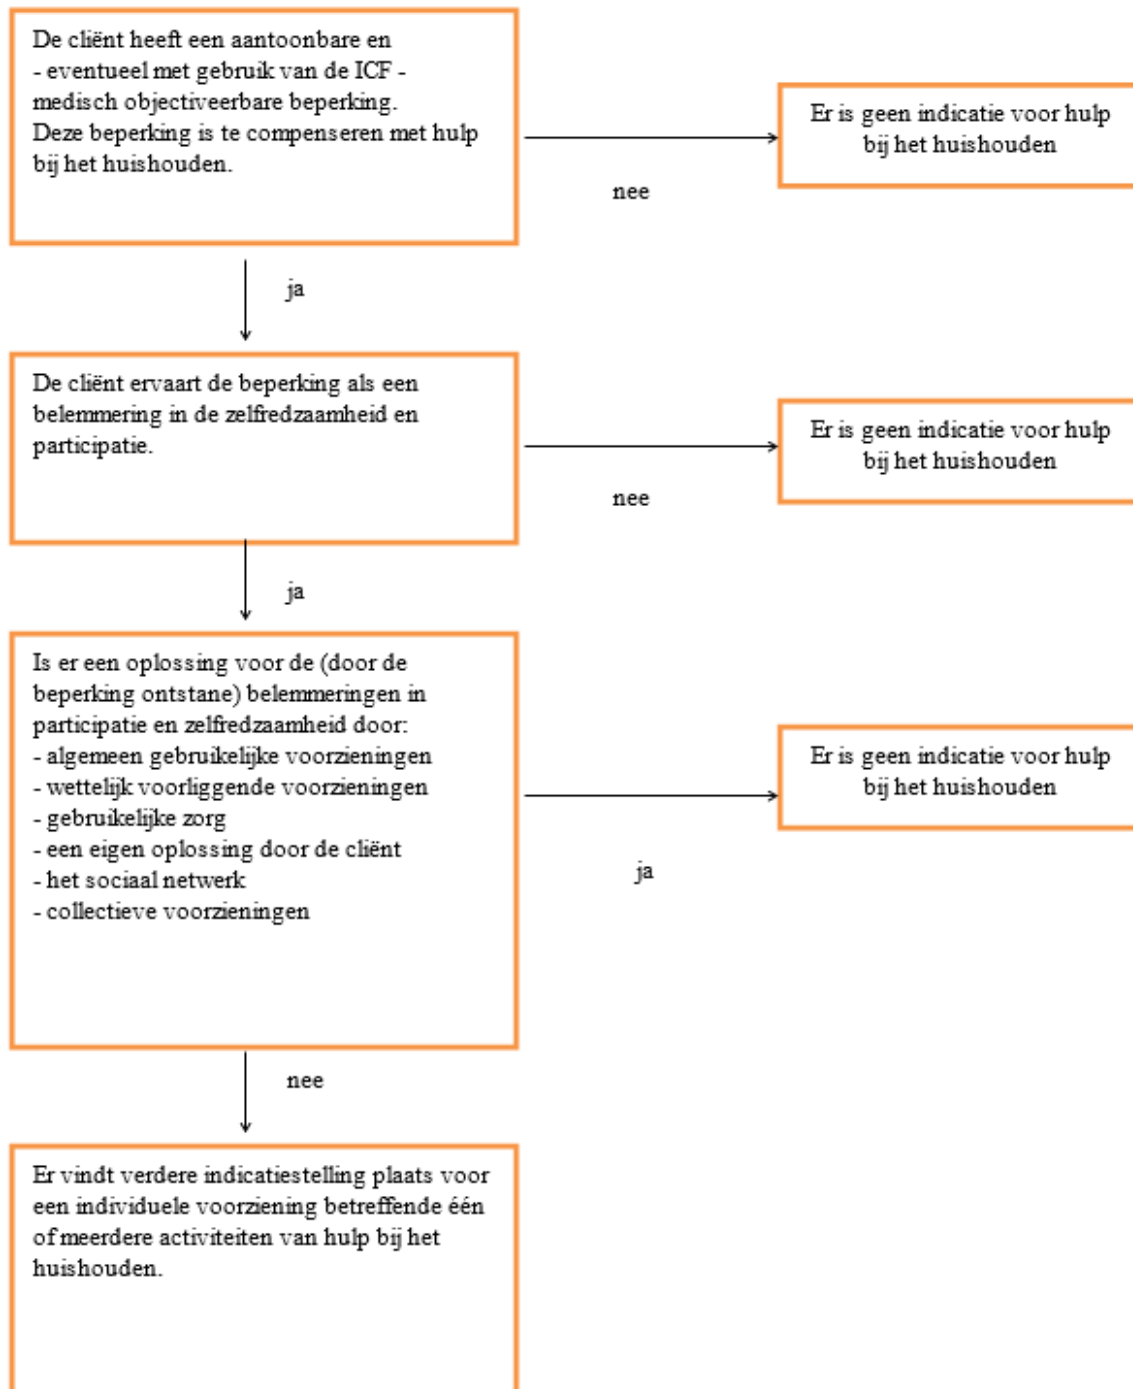 De cliënt heeft een aantoonbare en
- eventueel met gebruik van de ICF -
medisch objectiveerbare beperking.
Deze beperking is te compenseren met hulp
bij het huishouden.
Er is geen indicatie voor hulp
bij het huishouden
nee
ja
De cliënt ervaart de beperking als een
belemmering in de zelfredzaamheid en
participatie.
Er is geen indicatie voor hulp
bij het huishouden
nee
ja
Is er een oplossing voor de (door de
beperking ontstane) belemmeringen in
participatie en zelfredzaamheid door:
- algemeen gebruikelijke voorzieningen
- wettelijk voorliggende voorzieningen
- gebruikelijke zorg
- een eigen oplossing door de cliënt
- het sociaal netwerk
- collectieve voorzieningen
Er is geen indicatie voor hulp
bij het huishouden
ja
nee
Er vindt verdere indicatiestelling plaats voor
een individuele voorziening betreffende één
of meerdere activiteiten van hulp bij het
huishouden.